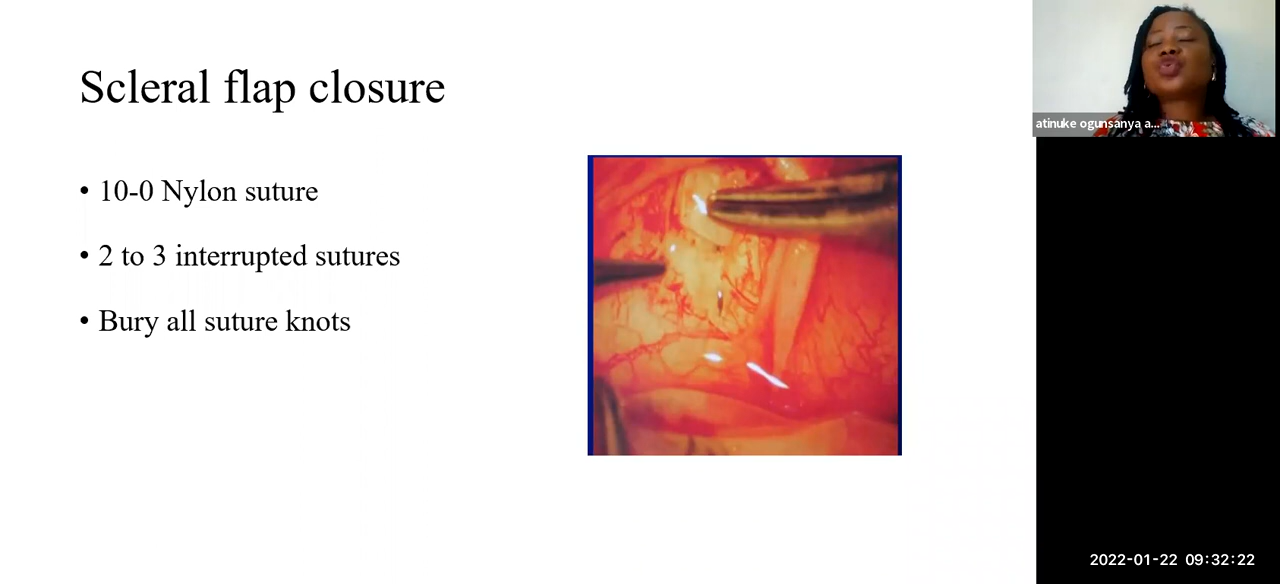 Scleral flap closure
• 10-0 Nylon suture
• 2 to 3 interrupted sutures
• Bury all suture knots
atinuke ogunsanya a...
2022-01-22 09:32:22